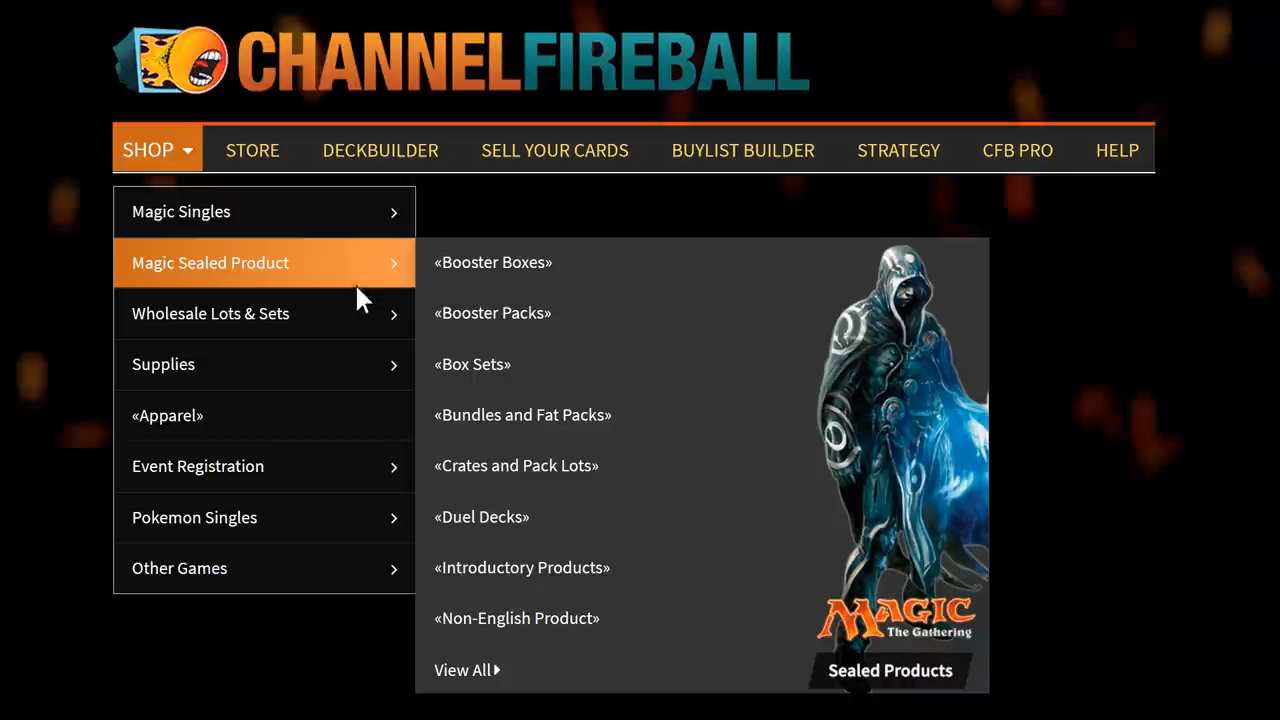 CHANNELFIREBALL
SHOP STORE DECKBUILDER SELL YOUR CARDS BUYLIST BUILDER STRATEGY CFB PRO HELP
Magic Singles
Magic Sealed Product
Wholesale Lots & Sets
Supplies
«Apparel»
Event Registration
Pokemon Singles
Other Games
«Booster Boxes»
«Booster Packs»
«Box Sets»
«Bundles and Fat Packs»
«Crates and Pack Lots»
«Duel Decks»
«Introductory Products»
«Non-English Product»
View All
MAGIC
The Gathering
Sealed Products